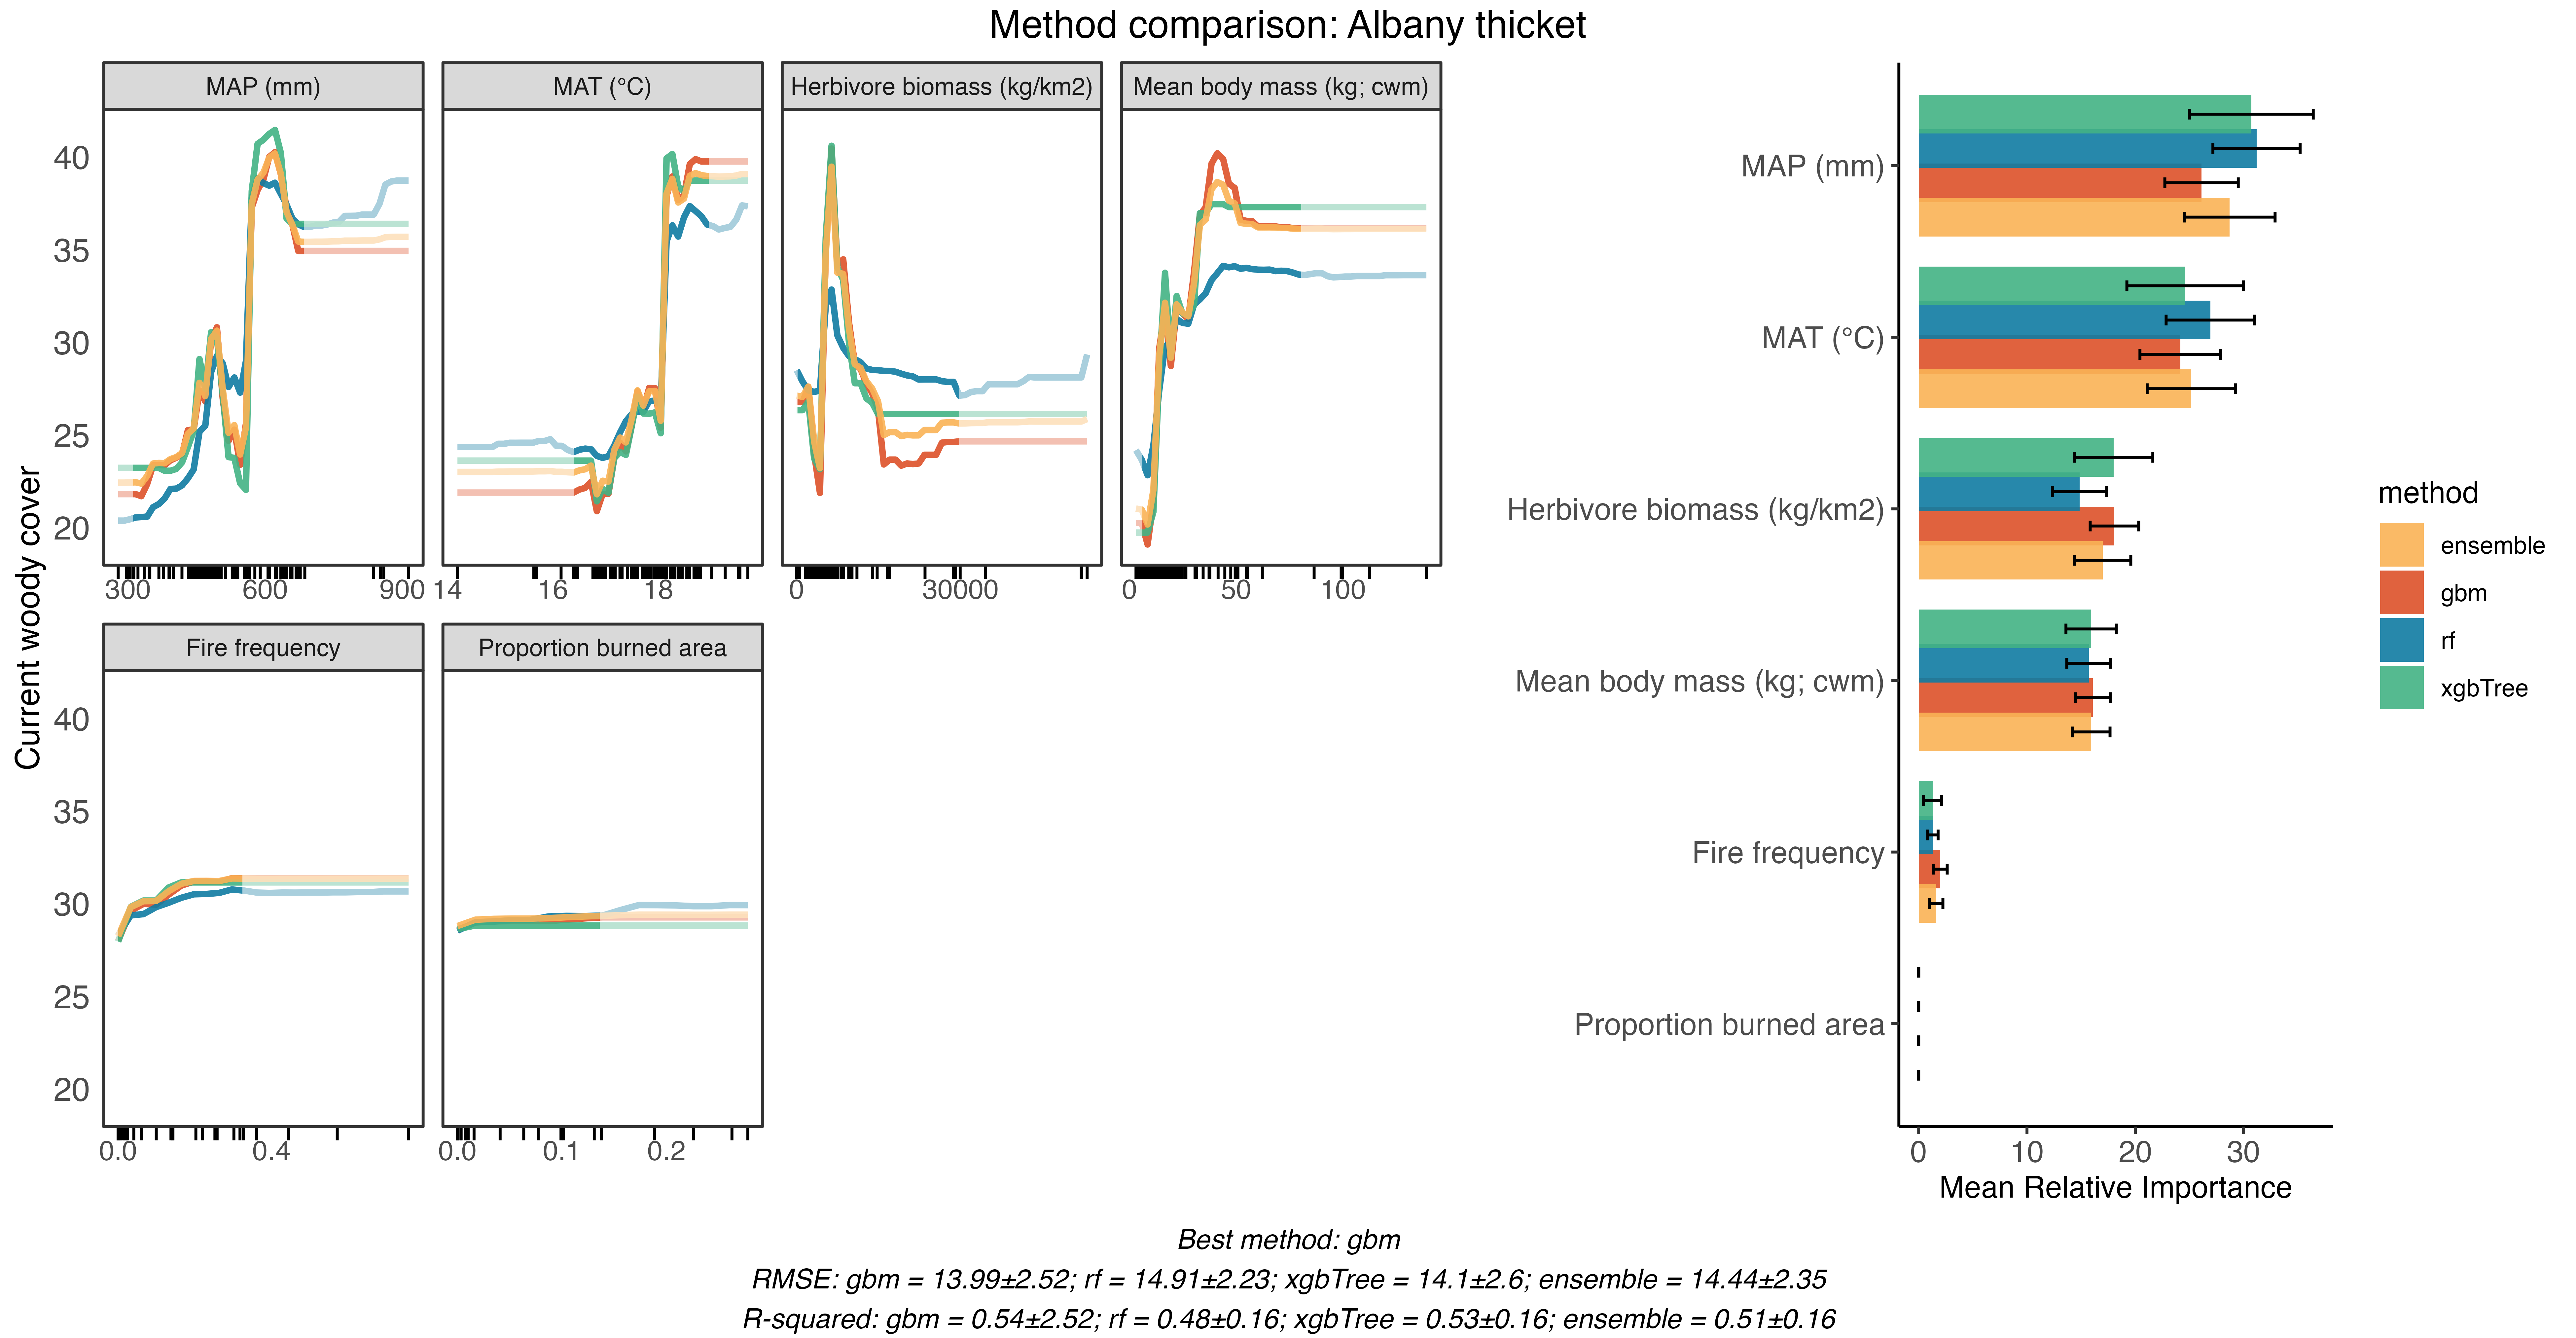 Method comparison: Albany thicket
MAP (mm)
MAT (°C)
Herbivore biomass (kg/km2)
Mean body mass (kg; cwm)
Current woody cover
40
35
30
25
20
300 600 900
14 16 18
0 30000
0 50 100
Fire frequency
Proportion burned area
40
35
30
25
20
0.0 0.4
0.0 0.1 0.2
MAP (mm)
MAT (°C)
Herbivore biomass (kg/km2)
Mean body mass (kg; cwm)
Fire frequency
Proportion burned area
0 10 20 30
Mean Relative Importance
method
ensemble
gbm
rf
xgbTree
Best method: gbm
RMSE: gbm = 13.99±2.52; rf = 14.91±2.23; xgbTree = 14.1±2.6; ensemble = 14.44±2.35
R-squared: gbm = 0.54±2.52; rf = 0.48±0.16; xgbTree = 0.53±0.16; ensemble = 0.51±0.16